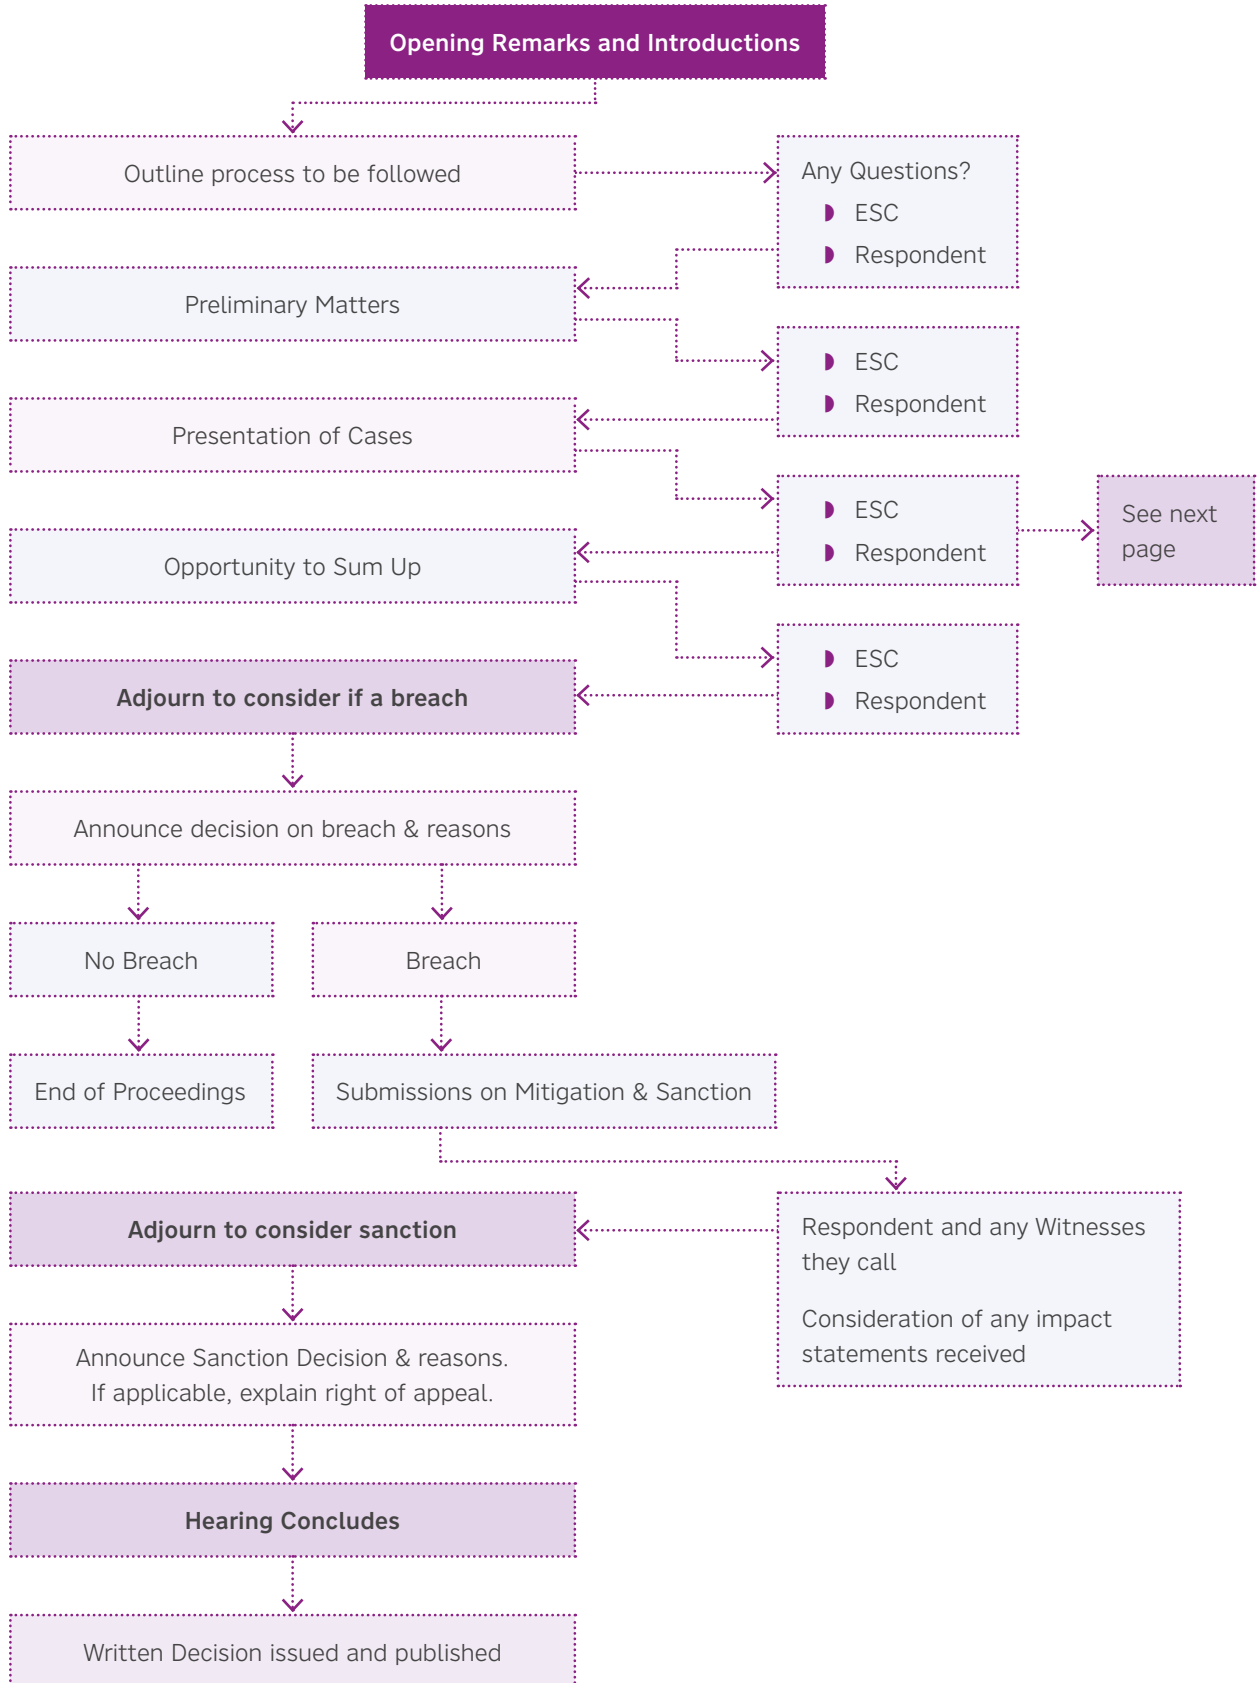 Opening Remarks and Introductions
Outline process to be followed
Any Questions?
ESC
Respondent
Preliminary Matters
ESC
Respondent
Presentation of Cases
ESC
Respondent
See next
page
Opportunity to Sum Up
ESC
Respondent
Adjourn to consider if a breach
Announce decision on breach & reasons
No Breach
Breach
End of Proceedings
Submissions on Mitigation & Sanction
Respondent and any Witnesses
they call
Consideration of any impact
statements received
Adjourn to consider sanction
Announce Sanction Decision & reasons.
If applicable, explain right of appeal.
Hearing Concludes
Written Decision issued and published